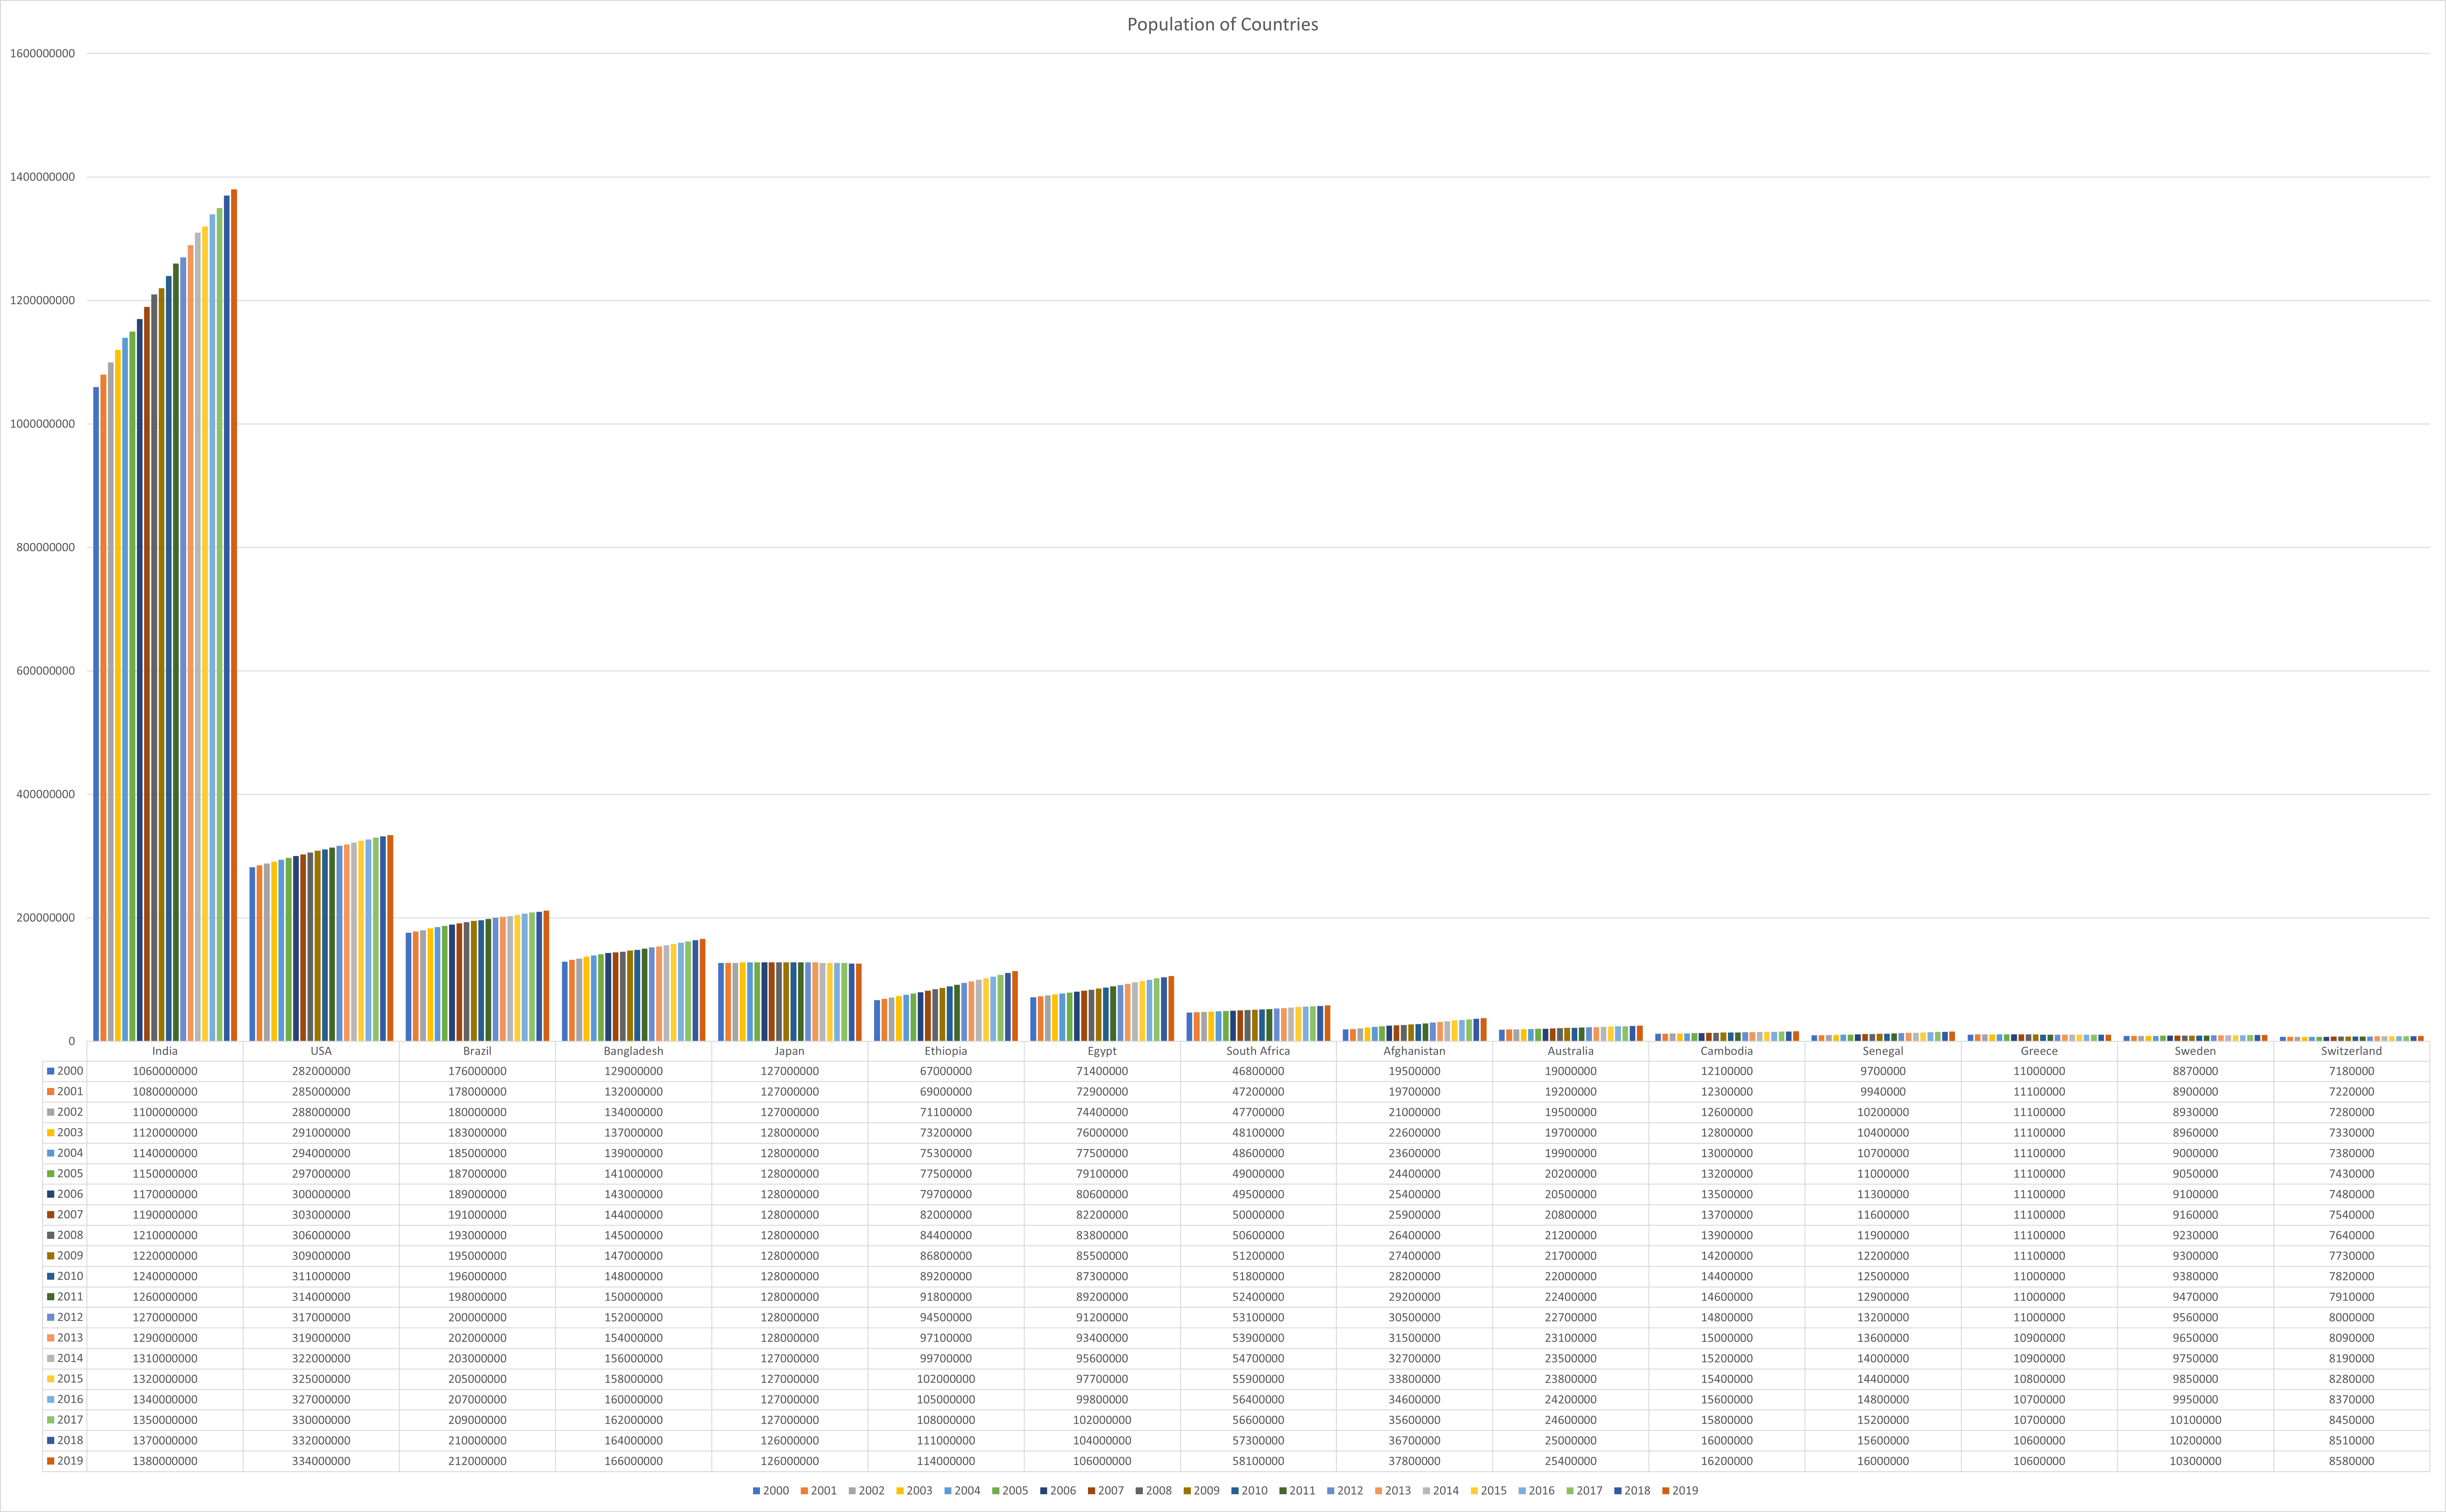 Population of Countries
1600000000
1400000000
1200000000
1000000000
800000000
600000000
400000000
200000000
0
India USA Brazil Bangladesh Japan Ethiopia Egypt South Africa Afghanistan Australia Cambodia Senegal Greece Sweden Switzerland
2000 1060000000 282000000 176000000 129000000 127000000 67000000 71400000 46800000 19500000 19000000 12100000 9700000 11000000 8870000 7180000
2001 1080000000 285000000 178000000 132000000 127000000 69000000 72900000 47200000 19700000 19200000 12300000 9940000 11100000 8900000 7220000
2002 1100000000 288000000 180000000 134000000 127000000 71100000 74400000 47700000 21000000 19500000 12600000 10200000 11100000 8930000 7280000
2003 1120000000 291000000 183000000 137000000 128000000 73200000 76000000 48100000 22600000 19700000 12800000 10400000 11100000 8960000 7330000
2004 1140000000 294000000 185000000 139000000 128000000 75300000 77500000 48600000 23600000 19900000 13000000 10700000 11100000 9000000 7380000
2005 1150000000 297000000 187000000 141000000 128000000 77500000 79100000 49000000 24400000 20200000 13200000 11000000 11100000 9050000 7430000
2006 1170000000 300000000 189000000 143000000 128000000 79700000 80600000 49500000 25400000 20500000 13500000 11300000 11100000 9100000 7480000
2007 1190000000 303000000 191000000 144000000 128000000 82000000 82200000 50000000 25900000 20800000 13700000 11600000 11100000 9160000 7540000
2008 1210000000 306000000 193000000 145000000 128000000 84400000 83800000 50600000 26400000 21200000 13900000 11900000 11100000 9230000 7640000
2009 1220000000 309000000 195000000 147000000 128000000 86800000 85500000 51200000 27400000 21700000 14200000 12200000 11100000 9300000 7730000
2010 1240000000 311000000 196000000 148000000 128000000 89200000 87300000 51800000 28200000 22000000 14400000 12500000 11000000 9380000 7820000
2011 1260000000 314000000 198000000 150000000 128000000 91800000 89200000 52400000 29200000 22400000 14600000 12900000 11000000 9470000 7910000
2012 1270000000 317000000 200000000 152000000 128000000 94500000 91200000 53100000 30500000 22700000 14800000 13200000 11000000 9560000 8000000
2013 1290000000 319000000 202000000 154000000 128000000 97100000 93400000 53900000 31500000 23100000 15000000 13600000 10900000 9650000 8090000
2014 1310000000 322000000 203000000 156000000 127000000 99700000 95600000 54700000 32700000 23500000 15200000 14000000 10900000 9750000 8190000
2015 1320000000 325000000 205000000 158000000 127000000 102000000 97700000 55900000 33800000 23800000 15400000 14400000 10800000 9850000 8280000
2016 1340000000 327000000 207000000 160000000 127000000 105000000 99800000 56400000 34600000 24200000 15600000 14800000 10700000 9950000 8370000
2017 1350000000 330000000 209000000 162000000 127000000 108000000 102000000 56600000 35600000 24600000 15800000 15200000 10700000 10100000 8450000
2018 1370000000 332000000 210000000 164000000 126000000 111000000 104000000 57300000 36700000 25000000 16000000 15600000 10600000 10200000 8510000
2019 1380000000 334000000 212000000 166000000 126000000 114000000 106000000 58100000 37800000 25400000 16200000 16000000 10600000 10300000 8580000
2000 2001 2002 2003 2004 2005 2006 2007 2008 2009 2010 2011 2012 2013 2014 2015 2016 2017 2018 2019